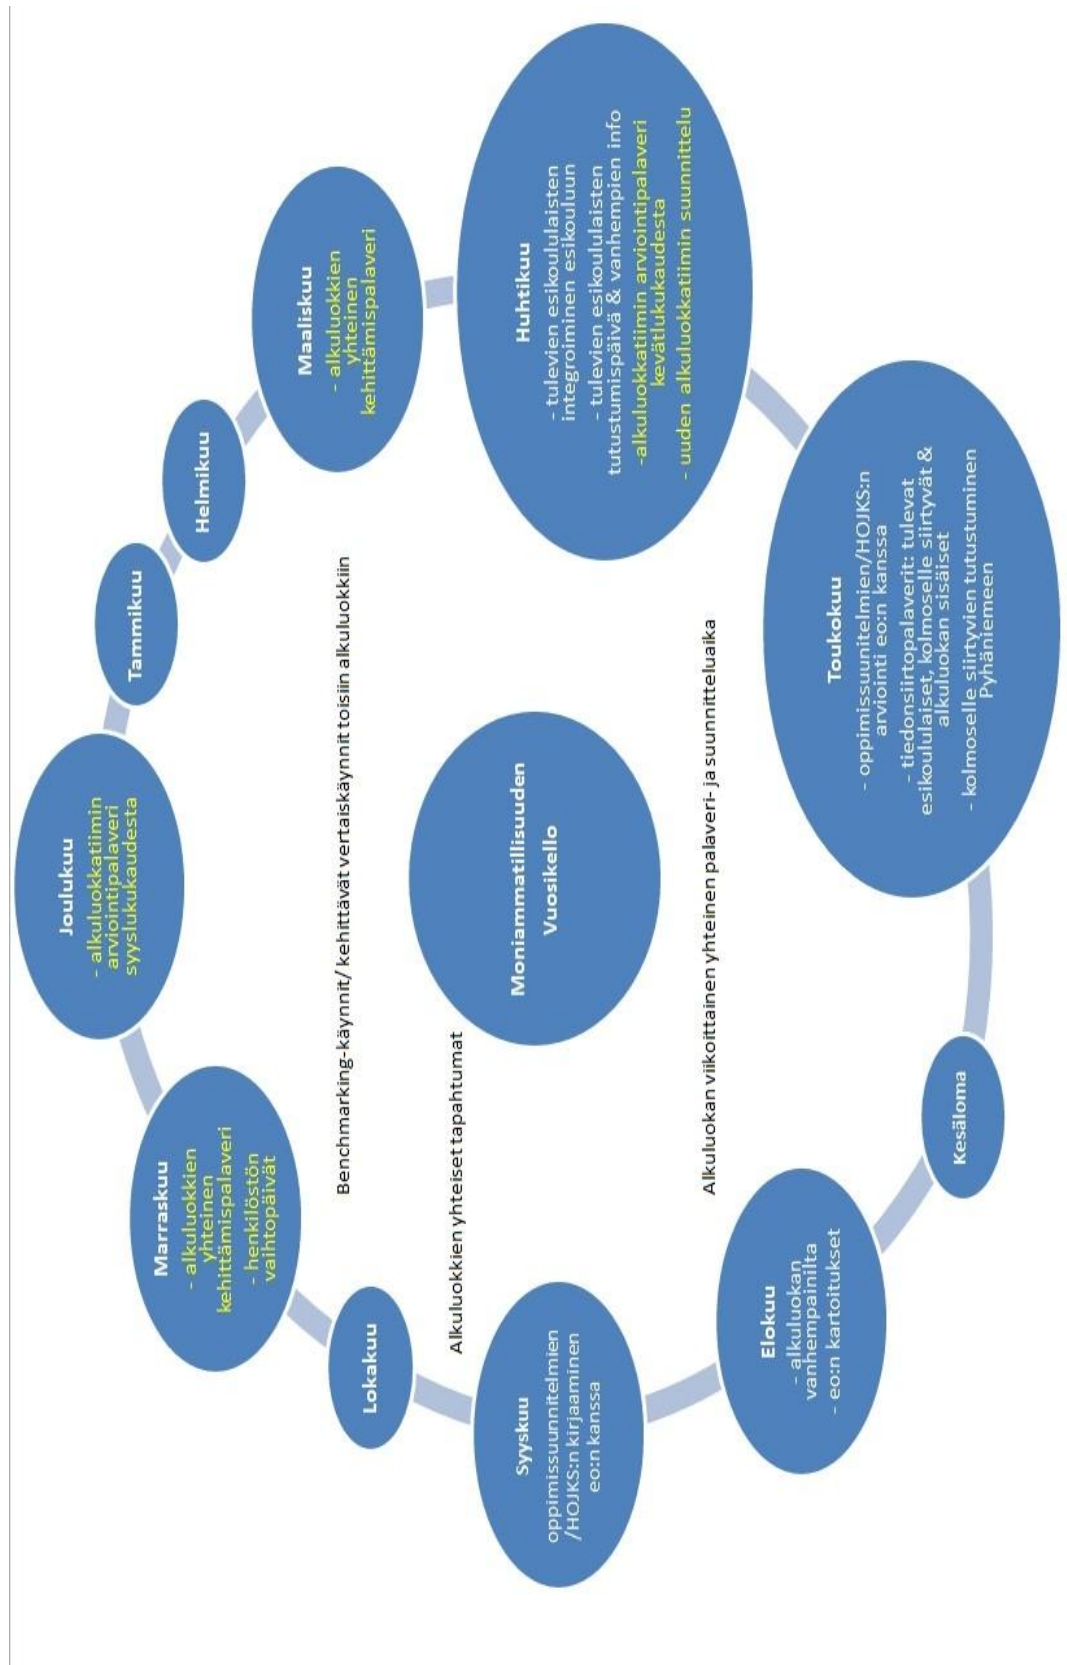 Joulukuu
- alkuluokkatiimin
arviointipalaveri
syyslukukaudesta
Tammikuu
Helmikuu
Maaliskuu
- alkuluokkien
yhteinen
kehittämispalaveri
Huhtikuu
- tulevien esikoululaisten
integroiminen esikouluun
- tulevien esikoululaisten
tutustumispäivä & vanhempien info
-alkuluokkatiimin arviointipalaveri
kevätlukukaudesta
- uuden alkuluokkatiimin suunnittelu
Toukokuu
- oppimissuunitelmien/HOJKS:n
arviointi eo:n kanssa
- tiedonsiirtopalaverit: tulevat
esikoululaiset, kolmoselle siirtyvät &
alkuluokan sisäiset
- kolmoselle siirtyvien tutustuminen
Pyhäniemeen
Kesäloma
Elokuu
- alkuluokan
vanhempainilta
- eo:n kartoitukset
Syyskuu
oppimissuunnitelmien
/HOJKS:n kirjaaminen
eo:n kanssa
Lokakuu
Marraskuu
- alkuluokkien
yhteinen
kehittämispalaveri
- henkilöstön
vaihtopäivät
Benchmarking-käynnit/ kehittävät vertaiskäynnit toisiin alkuluokkiin
Alkuluokkien yhteiset tapahtumat
Moniammatillisuuden
Vuosikello
Alkuluokan viikoittainen yhteinen palaveri- ja suunnitteluaika